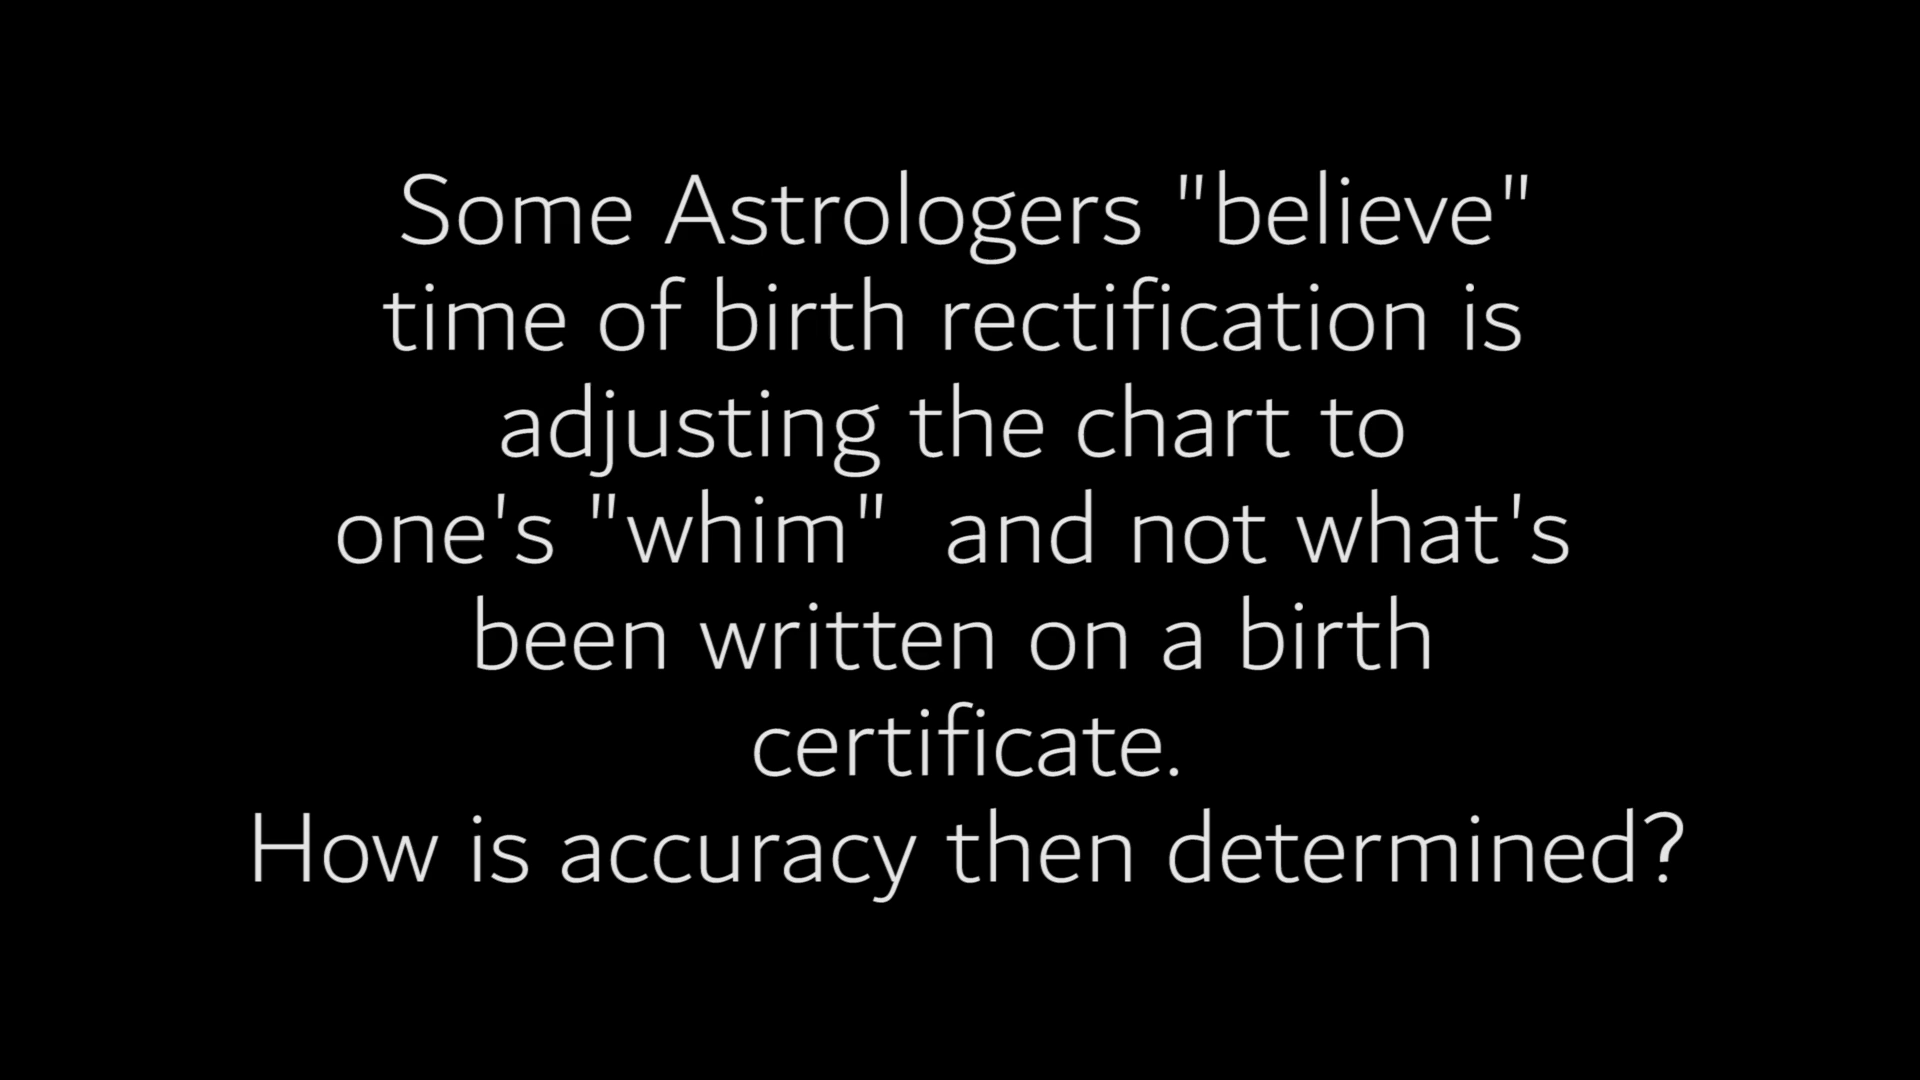 Some Astrologers "believe"
time of birth rectification is
adjusting the chart to
one's "whim"  and not what's
been written on a birth
certificate.
How is accuracy then determined?